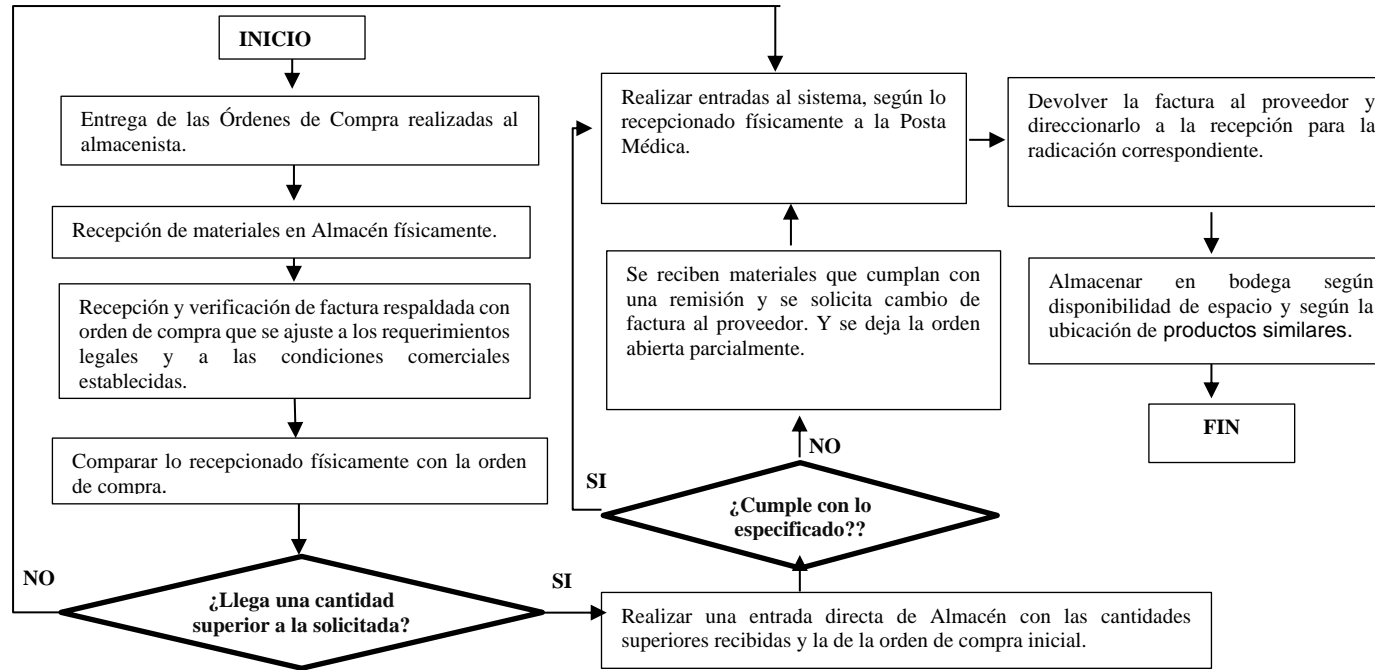 INICIO
Entrega de las Órdenes de Compra realizadas al
almacenista.
Recepción de materiales en Almacén físicamente.
Recepción y verificación de factura respaldada con
orden de compra que se ajuste a los requerimientos
legales y a las condiciones comerciales
establecidas.
Comparar lo recepcionado físicamente con la orden
de compra.
NO
¿Llega una cantidad
superior a la solicitada?
SI
Realizar una entrada directa de Almacén con las cantidades
superiores recibidas y la de la orden de compra inicial.
¿Cumple con lo
especificado??
SI
NO
Se reciben materiales que cumplan con
una remisión y se solicita cambio de
factura al proveedor. Y se deja la orden
abierta parcialmente.
Realizar entradas al sistema, según lo
recepcionado físicamente a la Posta
Médica.
Devolver la factura al proveedor y
direccionarlo a la recepción para la
radicación correspondiente.
Almacenar en bodega según
disponibilidad de espacio y según la
ubicación de productos similares.
FIN